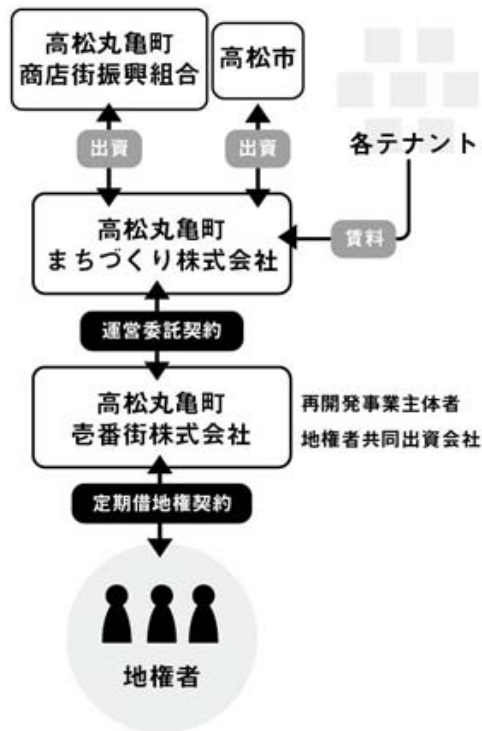 高松丸亀町
商店街振興組合
高松市
各テナント
出資
出資
賃料
高松丸亀町
まちづくり株式会社
運営委託契約
高松丸亀町
壱番街株式会社
再開発事業主体者
地権者共同出資会社
定期借地権契約
地権者